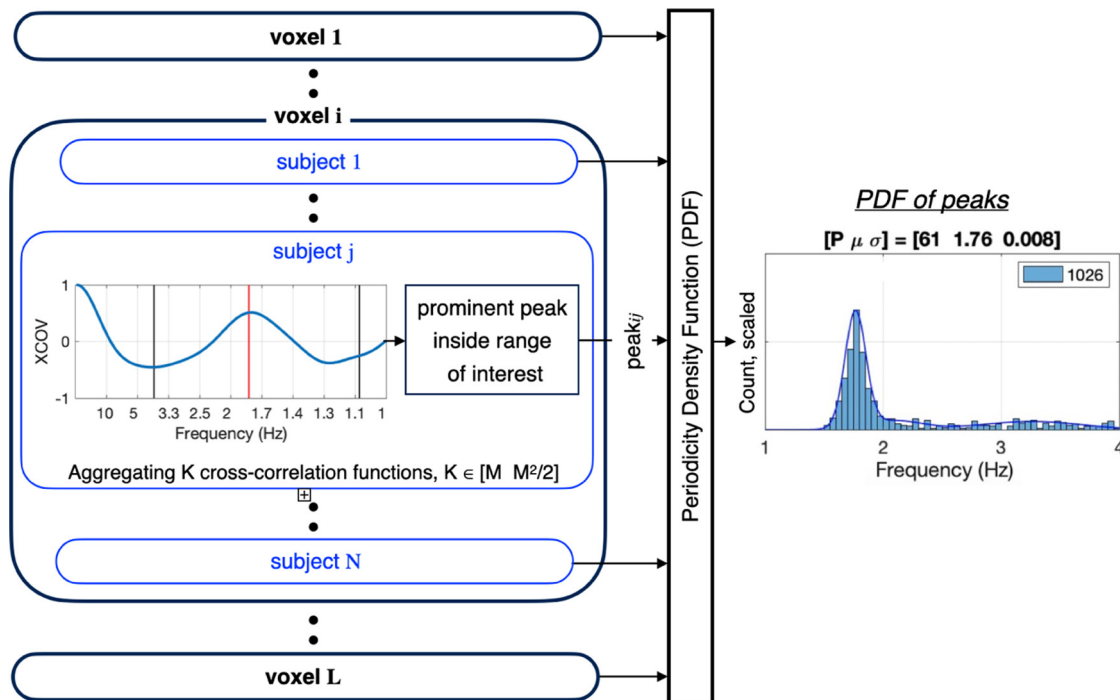 voxel 1
voxel i
subject 1
subject j
1
0
-1
XCOV
10 5 3.3 2.5 2 1.7 1.4 1.3 1.1 1
Frequency (Hz)
prominent peak
inside range
of interest
Aggregating K cross-correlation functions, K ∈ [M M²/2]
subject N
voxel L
peakij
Periodicity Density Function (PDF)
PDF of peaks
[P μ σ] = [61 1.76 0.008]
1026
Count, scaled
1 2 3 4
Frequency (Hz)